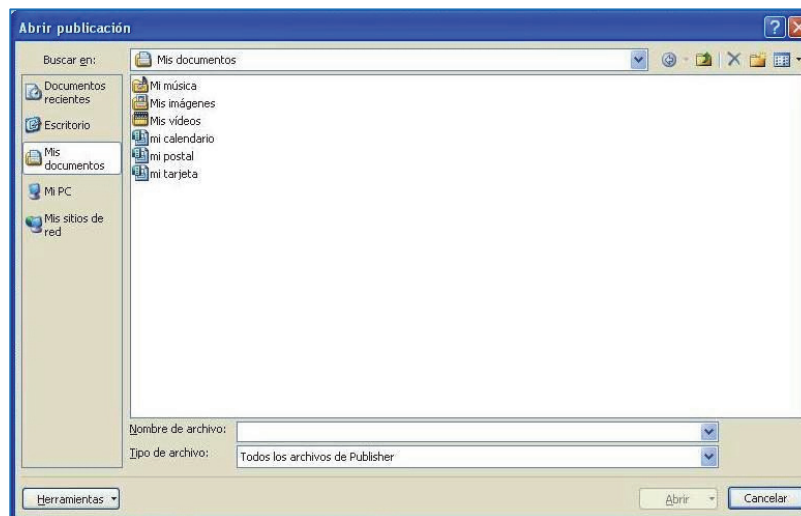 Abrir publicación
Buscar en:
Mis documentos
Documentos
recientes
Escritorio
Mis
documentos
Mi PC
Mis sitios de
red
Mi música
Mis imágenes
Mis vídeos
mi calendario
mi postal
mi tarjeta
Nombre de archivo:
Tipo de archivo:
Todos los archivos de Publisher
Herramientas
Abrir
Cancelar